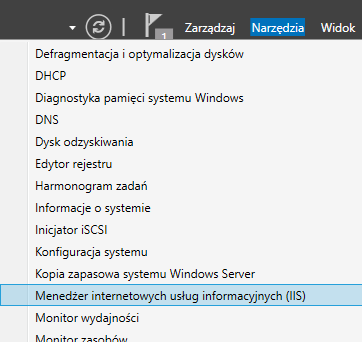 Zarządzaj Narzędzia Widok
1
Defragmentacja i optymalizacja dysków
DHCP
Diagnostyka pamięci systemu Windows
DNS
Dysk odzyskiwania
Edytor rejestru
Harmonogram zadań
Informacje o systemie
Inicjator iSCSI
Konfiguracja systemu
Kopia zapasowa systemu Windows Server
Menedżer internetowych usług informacyjnych (IIS)
Monitor wydajności
Monitor zasobów